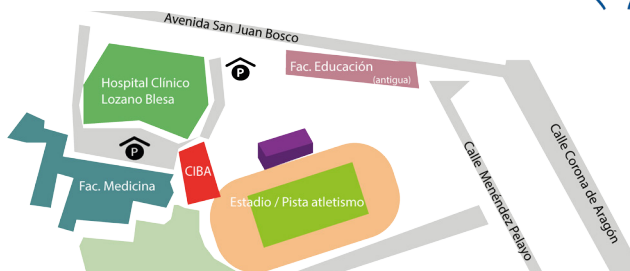 Avenida San Juan Bosco
Hospital Clínico
Lozano Blesa
P
Fac. Educación
(antigua)
P
CIBA
Fac. Medicina
Estadio / Pista atletismo
Calle Menéndez Pelayo
Calle Corona de Aragón